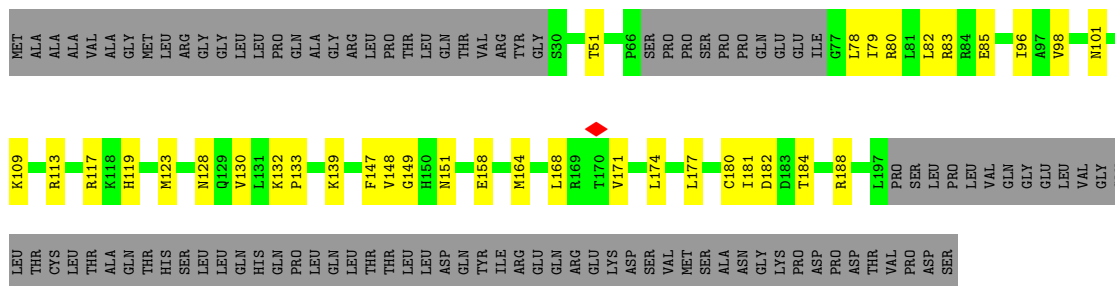 MET ALA ALA ALA VAL ALA GLY MET LEU ARG GLY GLY LEU LEU PRO GLN ALA GLY ARG LEU PRO THR LEU GLN THR VAL ARG TYR GLY S30 T51 P66 SER PRO PRO SER PRO PRO GLN GLU GLU ILE G77 L78 I79 R80 L81 L82 R83 R84 E85 I96 A97 V98 N101
K109 R113 R117 K118 H119 M123 N128 Q129 V130 L131 K132 P133 K139 F147 V148 G149 H150 N151 E158 M164 L168 R169 T170 V171 L174 L177 C180 I181 D182 D183 T184 R188 L197 PRO SER LEU PRO LEU VAL GLN GLY GLU LEU VAL GLY
LEU THR CYS LEU THR ALA GLN THR HIS SER LEU LEU GLN HIS GLN PRO LEU GLN LEU THR THR LEU LEU ASP GLN TYR ILE ARG GLU GLN ARG GLU LYS ASP SER VAL MET SER ALA ASN GLY LYS PRO ASP PRO ASP THR VAL PRO ASP SER